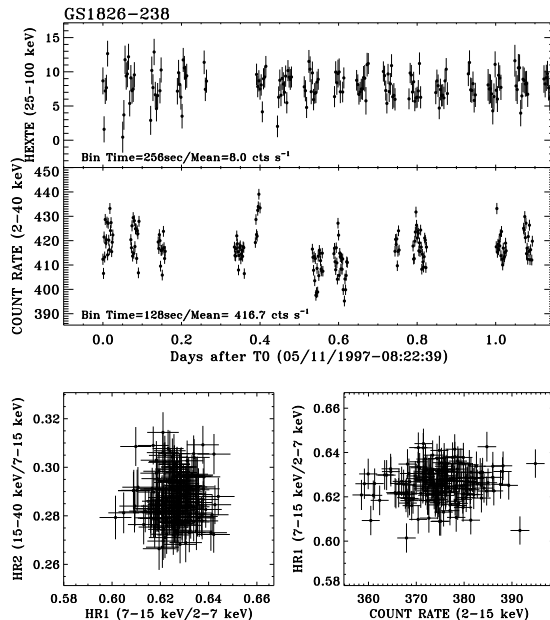 GS1826-238
HEXTE (25-100 keV)
15
10
5
0
Bin Time=256sec/Mean=8.0 cts s⁻¹
COUNT RATE (2-40 keV)
450
440
430
420
410
400
390
Bin Time=128sec/Mean= 416.7 cts s⁻¹
0.0 0.2 0.4 0.6 0.8 1.0
Days after T0 (05/11/1997-08:22:39)
HR2 (15-40 keV/7-15 keV)
0.32
0.30
0.28
0.26
0.58 0.60 0.62 0.64 0.66
HR1 (7-15 keV/2-7 keV)
HR1 (7-15 keV/2-7 keV)
0.66
0.64
0.62
0.60
0.58
360 370 380 390
COUNT RATE (2-15 keV)